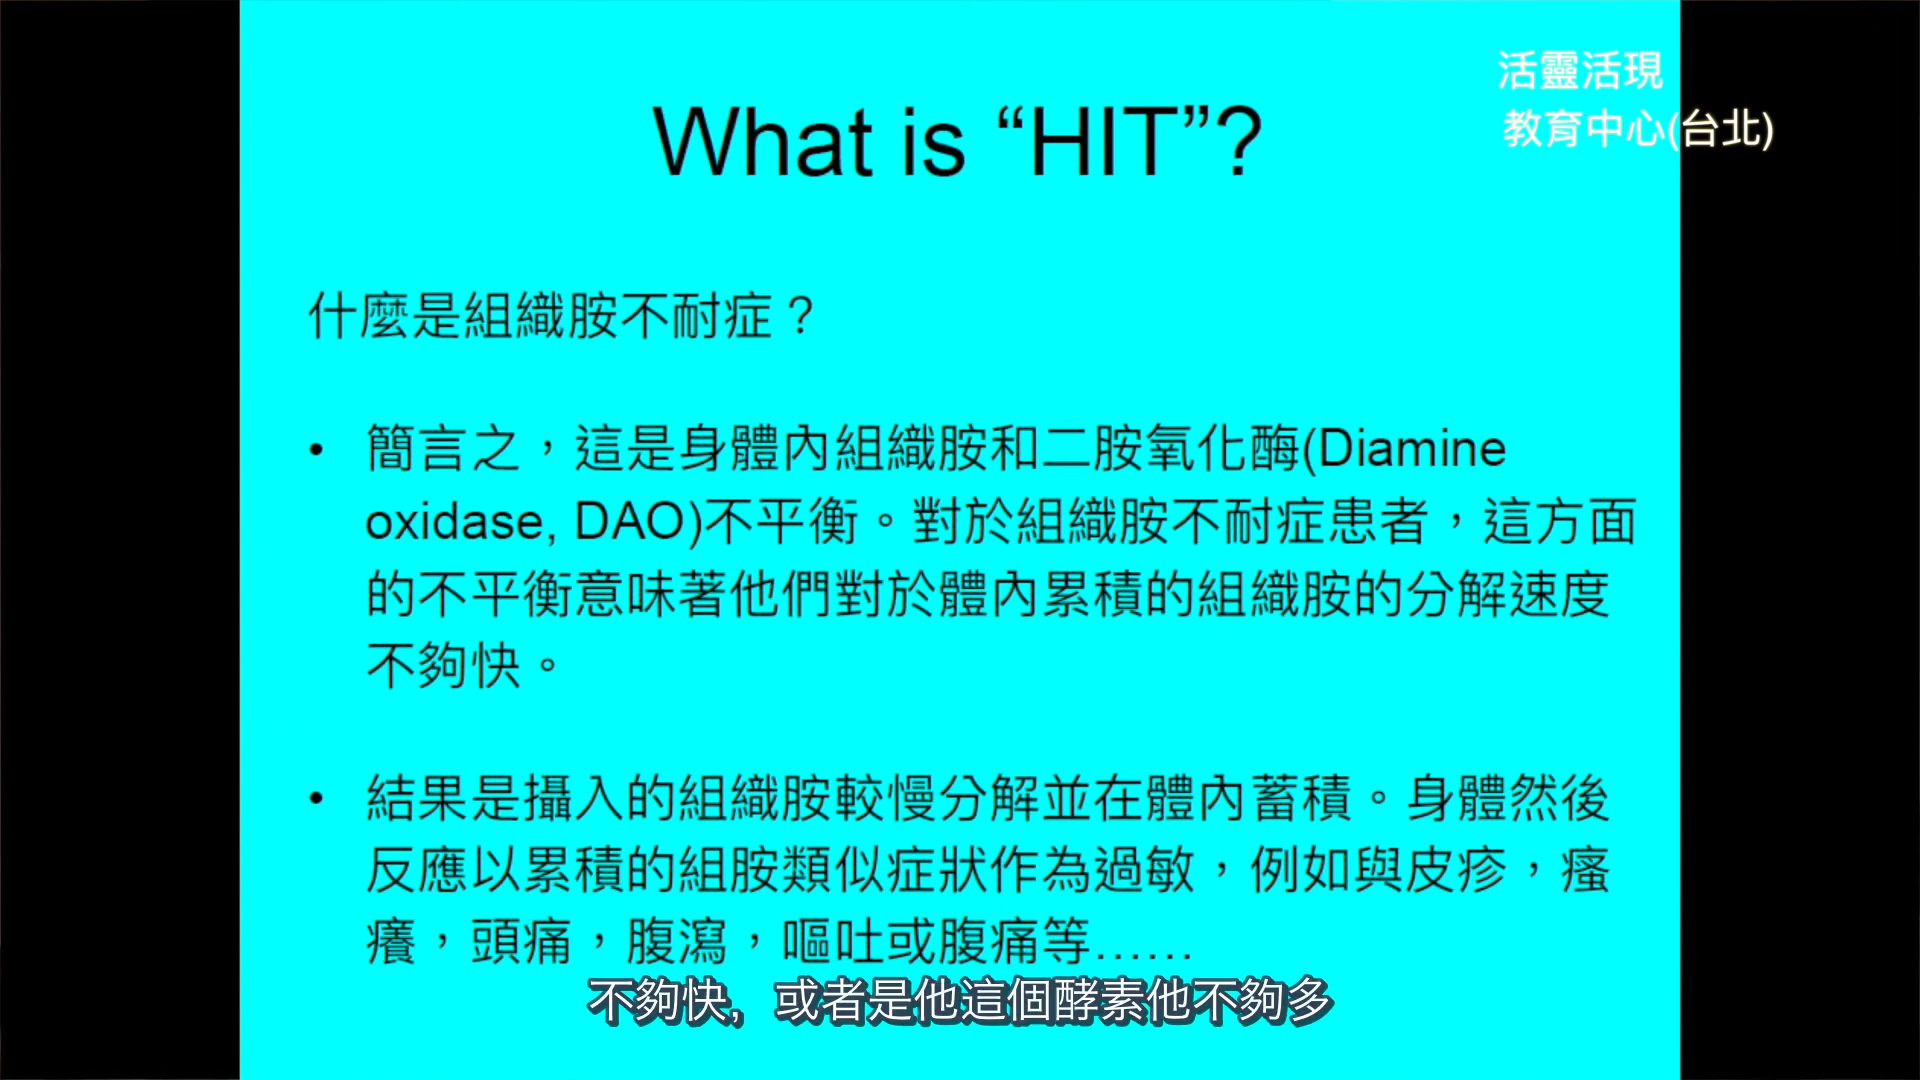 活靈活現
教育中心(台北)
What is “HIT”?
什麼是組織胺不耐症？
• 簡言之，這是身體內組織胺和二胺氧化酶(Diamine
oxidase, DAO)不平衡。對於組織胺不耐症患者，這方面
的不平衡意味著他們對於體內累積的組織胺的分解速度
不夠快。
• 結果是攝入的組織胺較慢分解並在體內蓄積。身體然後
反應以累積的組胺類似症狀作為過敏，例如與皮疹，瘙
癢，頭痛，腹瀉，嘔吐或腹痛等……
不夠快，或者是他這個酵素他不夠多